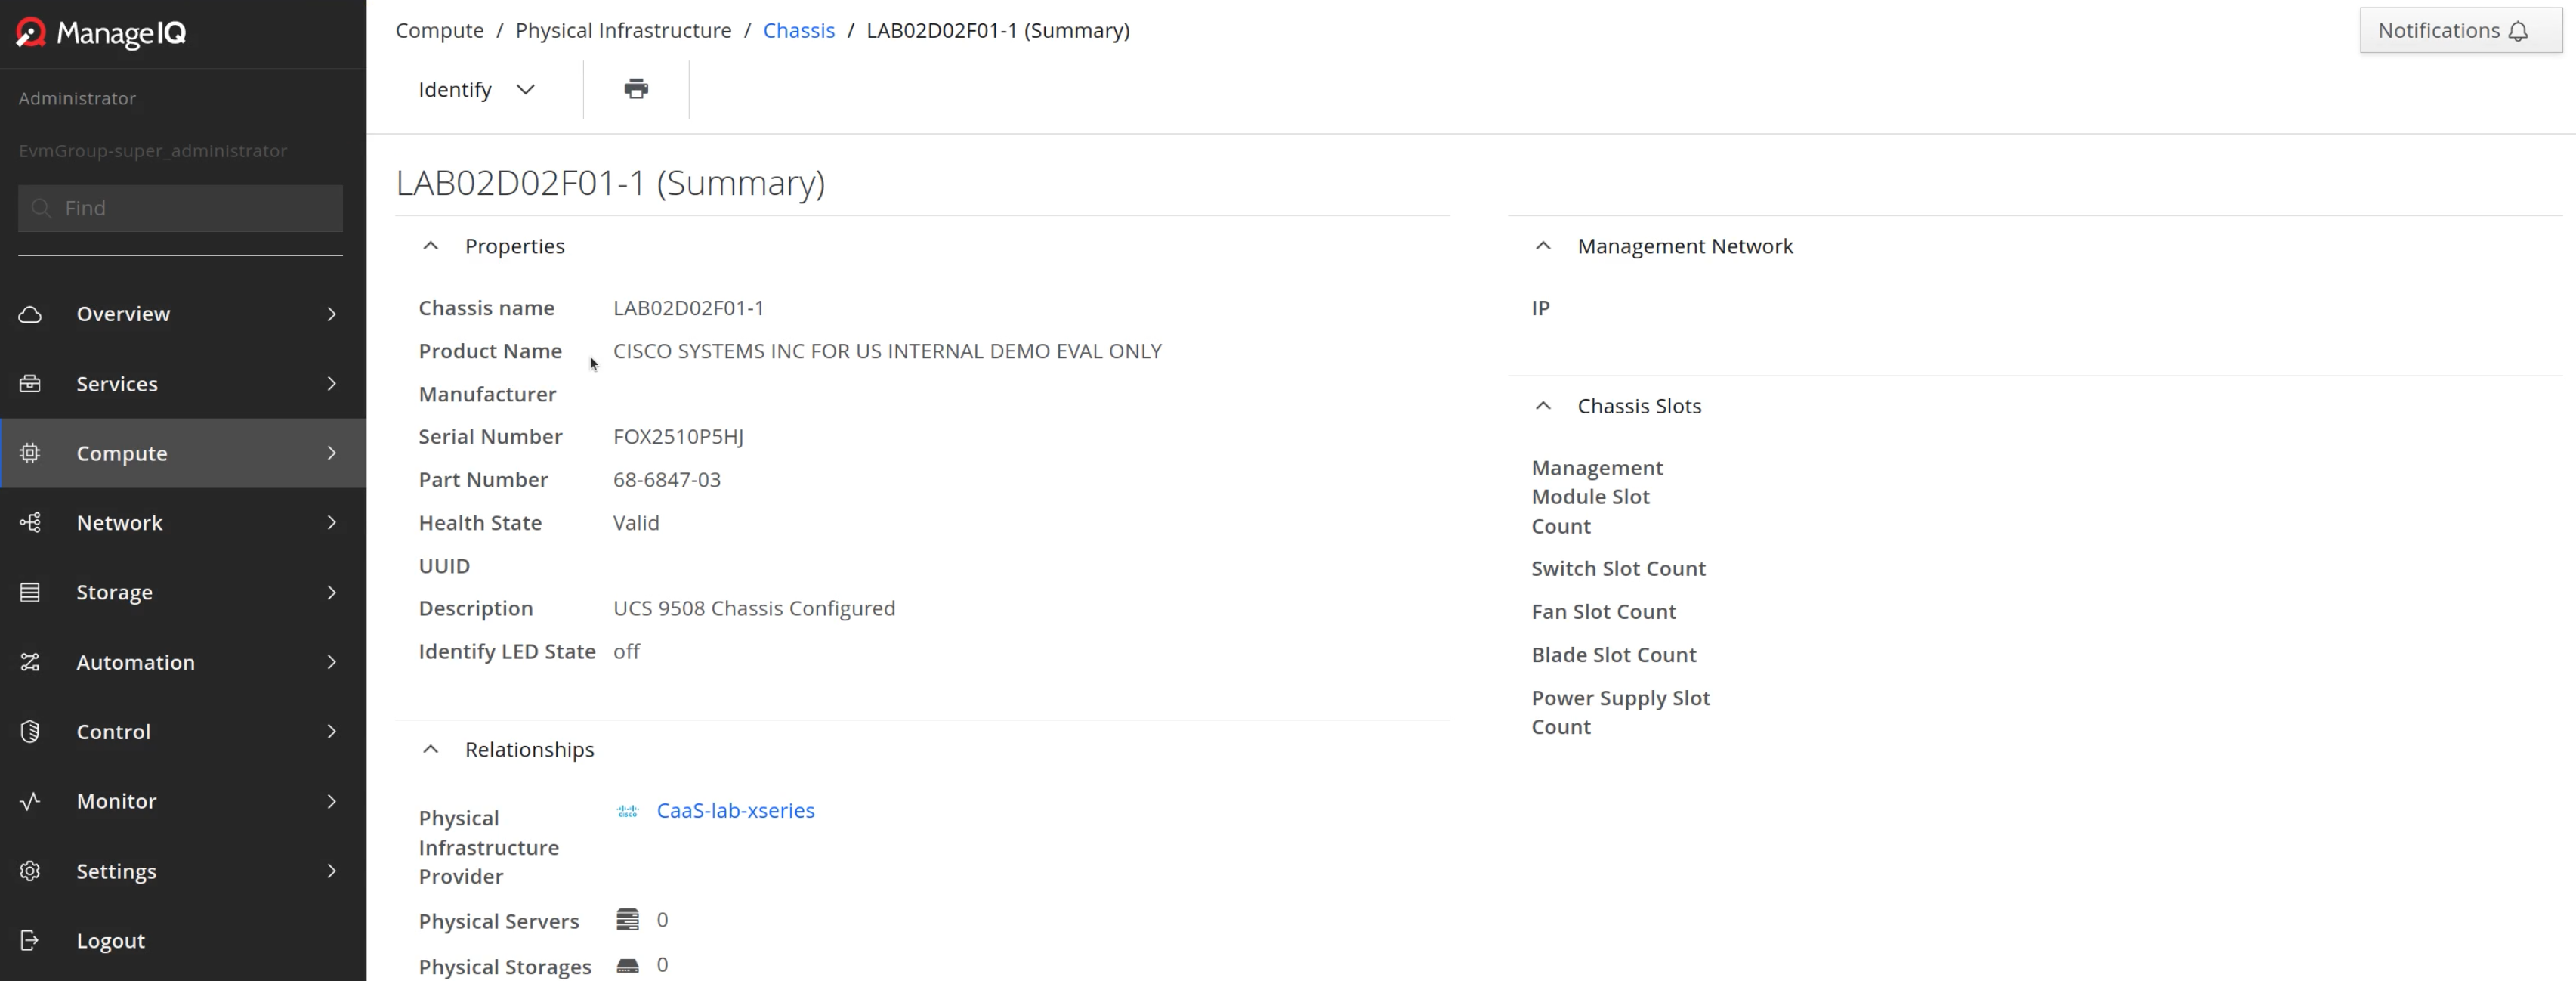 ManageIQ
Administrator
EvmGroup-super_administrator
Find
Overview
Services
Compute
Network
Storage
Automation
Control
Monitor
Settings
Logout
Compute / Physical Infrastructure / Chassis / LAB02D02F01-1 (Summary)
Notifications
Identify
LAB02D02F01-1 (Summary)
Properties
Chassis name LAB02D02F01-1
Product Name CISCO SYSTEMS INC FOR US INTERNAL DEMO EVAL ONLY
Manufacturer
Serial Number FOX2510P5HJ
Part Number 68-6847-03
Health State Valid
UUID
Description UCS 9508 Chassis Configured
Identify LED State off
Relationships
Physical
Infrastructure
Provider
CISCO CaaS-lab-xseries
Physical Servers 0
Physical Storages 0
Management Network
IP
Chassis Slots
Management
Module Slot
Count
Switch Slot Count
Fan Slot Count
Blade Slot Count
Power Supply Slot
Count